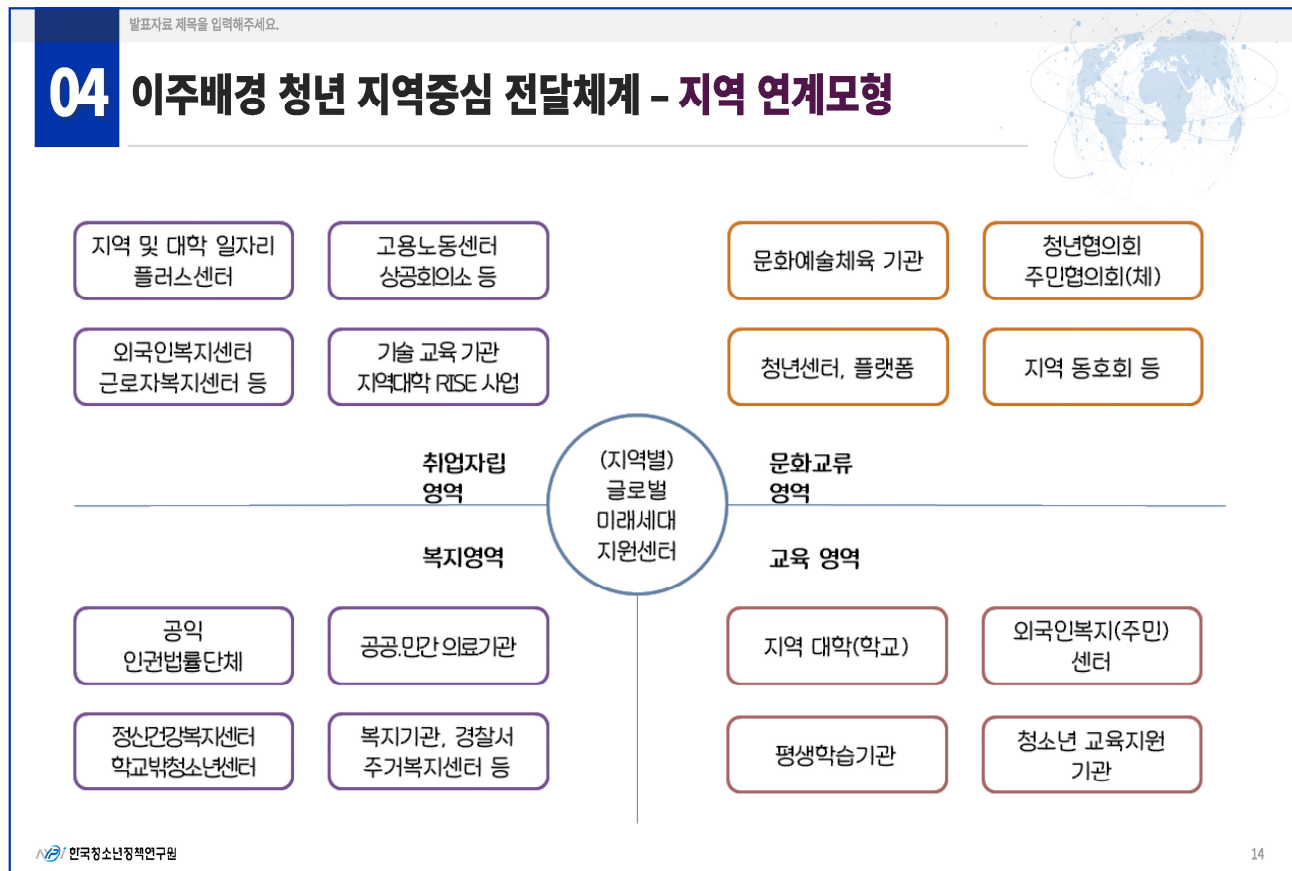 발표자료 제목을 입력해주세요.
04 이주배경 청년 지역중심 전달체계 – 지역 연계모형
지역 및 대학 일자리
플러스센터
고용노동센터
상공회의소 등
외국인복지센터
근로자복지센터 등
기술 교육 기관
지역대학 RISE 사업
취업자립
영역
문화예술체육 기관
청년협의회
주민협의회(체)
청년센터, 플랫폼
지역 동호회 등
문화교류
영역
(지역별)
글로벌
미래세대
지원센터
복지영역
공익
인권법률단체
공공.민간 의료기관
정신건강복지센터
학교밖청소년센터
복지기관, 경찰서
주거복지센터 등
교육 영역
지역 대학(학교)
외국인복지(주민)
센터
평생학습기관
청소년 교육지원
기관
NYPI 한국청소년정책연구원
14